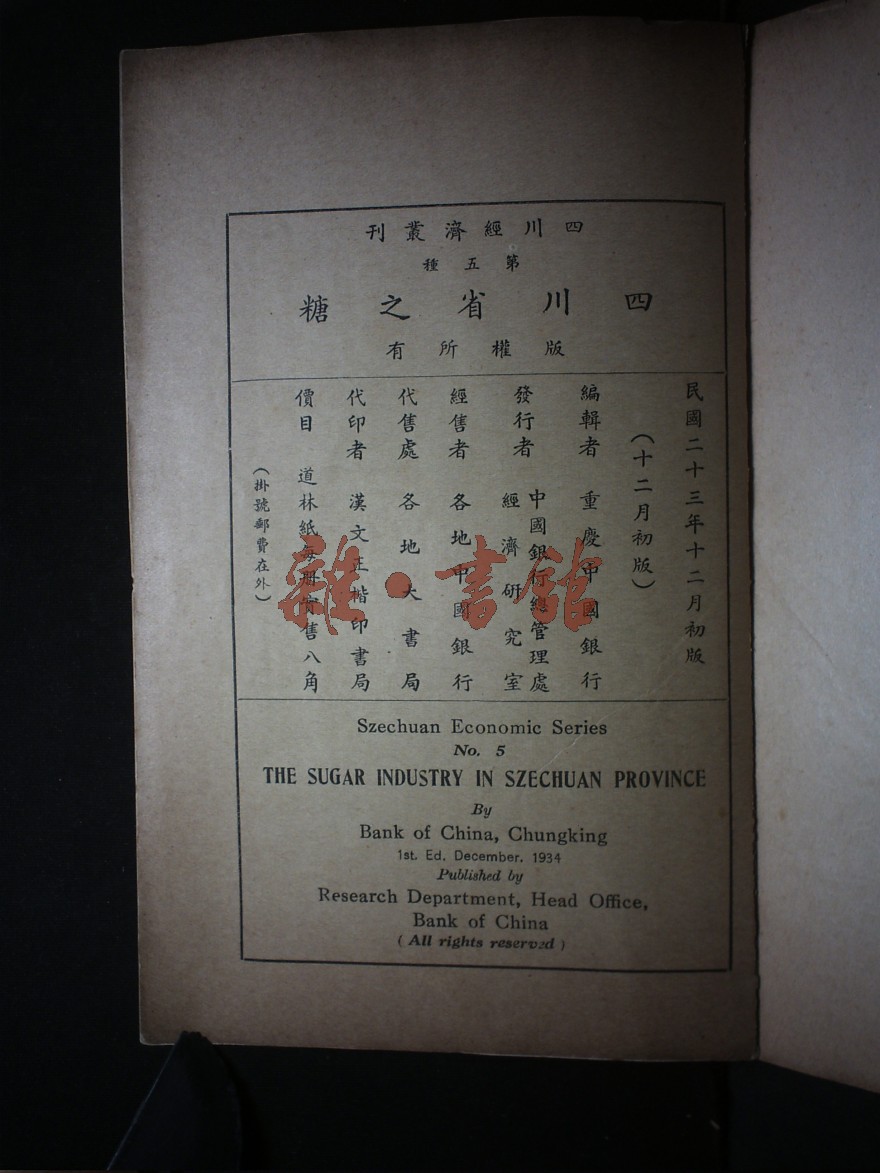 四川經濟叢刊
第五種
四川省之糖
版權所有
民國二十三年十二月初版
（十二月初版）
編輯者　重慶中國銀行
發行者　中國銀行總管理處
經濟研究室
經售者　各地中國銀行
代售處　各地大書局
代印者　漢文正楷印書局
價目　道林紙每冊實售八角
（掛號郵費在外）
雜·書館
Szechuan Economic Series
No. 5
THE SUGAR INDUSTRY IN SZECHUAN PROVINCE
By
Bank of China, Chungking
1st. Ed. December. 1934
Published by
Research Department, Head Office,
Bank of China
( All rights reserved )